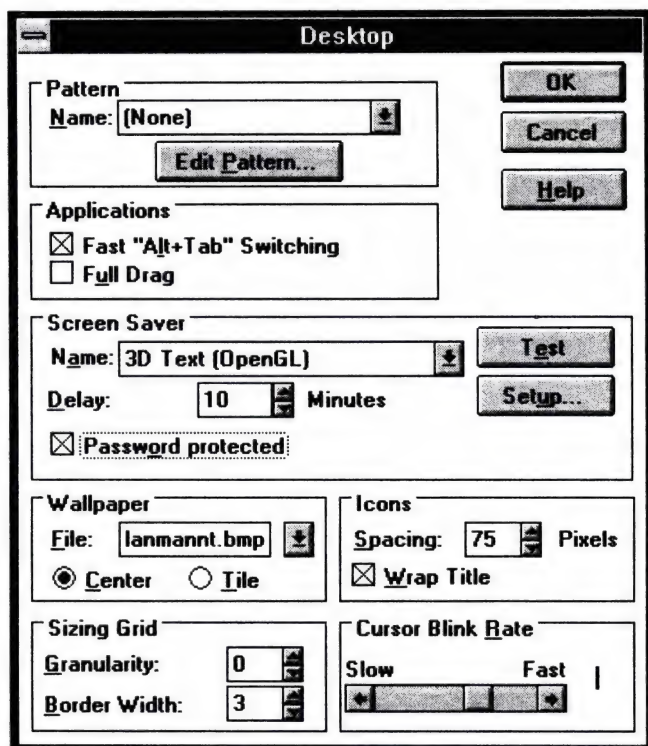 Desktop
Pattern
Name: (None)
Edit Pattern...
OK
Cancel
Help
Applications
Fast "Alt+Tab" Switching
Full Drag
Screen Saver
Name: 3D Text (OpenGL)
Test
Delay: 10 Minutes
Setup...
Password protected
Wallpaper
File: lanmannt.bmp
Center Tile
Icons
Spacing: 75 Pixels
Wrap Title
Sizing Grid
Granularity: 0
Border Width: 3
Cursor Blink Rate
Slow Fast